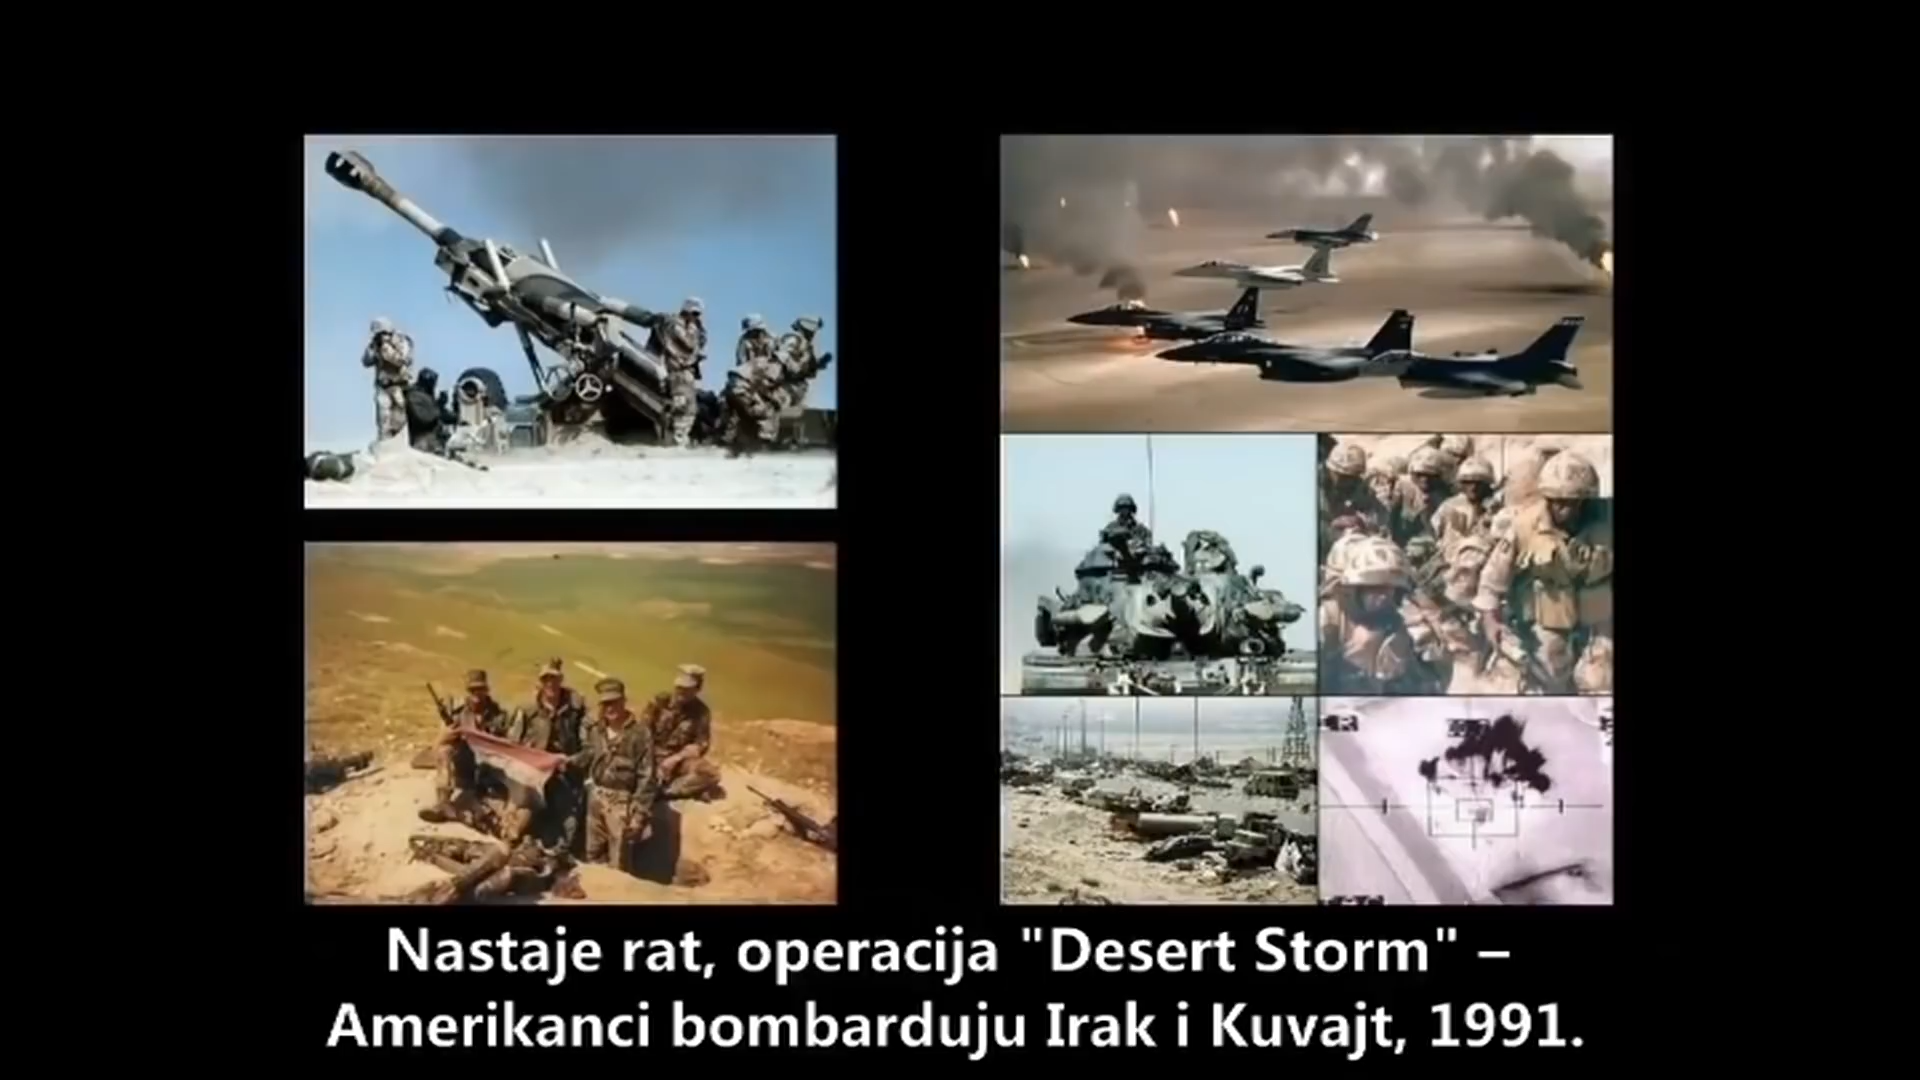 Nastaje rat, operacija "Desert Storm" –
Amerikanci bombarduju Irak i Kuvajt, 1991.